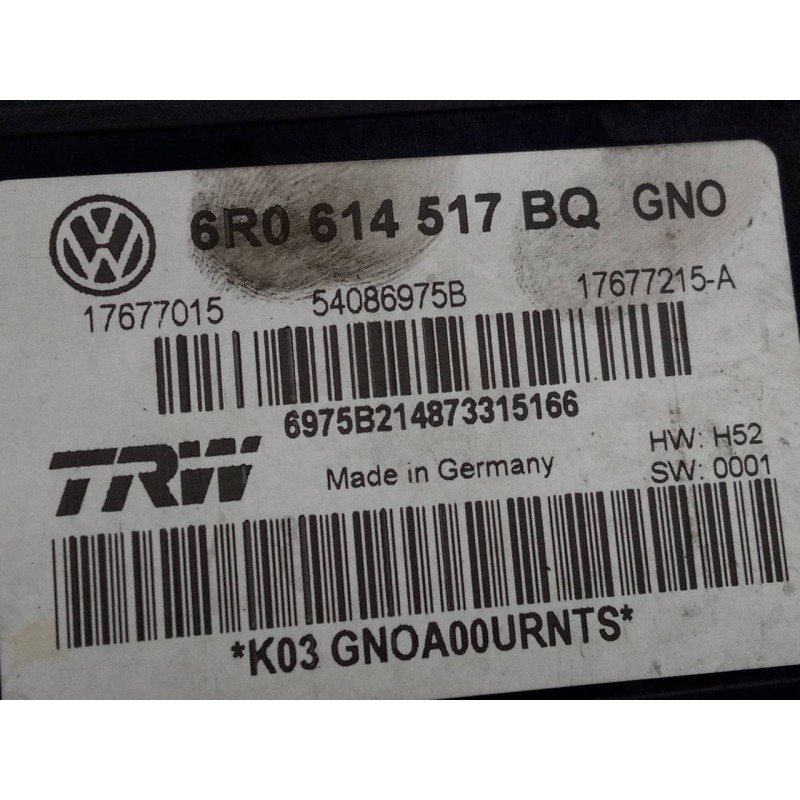 6R0 614 517 BQ GNO
17677015 54086975B 17677215-A
6975B214873315166
TRW Made in Germany HW: H52
SW: 0001
*K03 GNOA00URNTS*